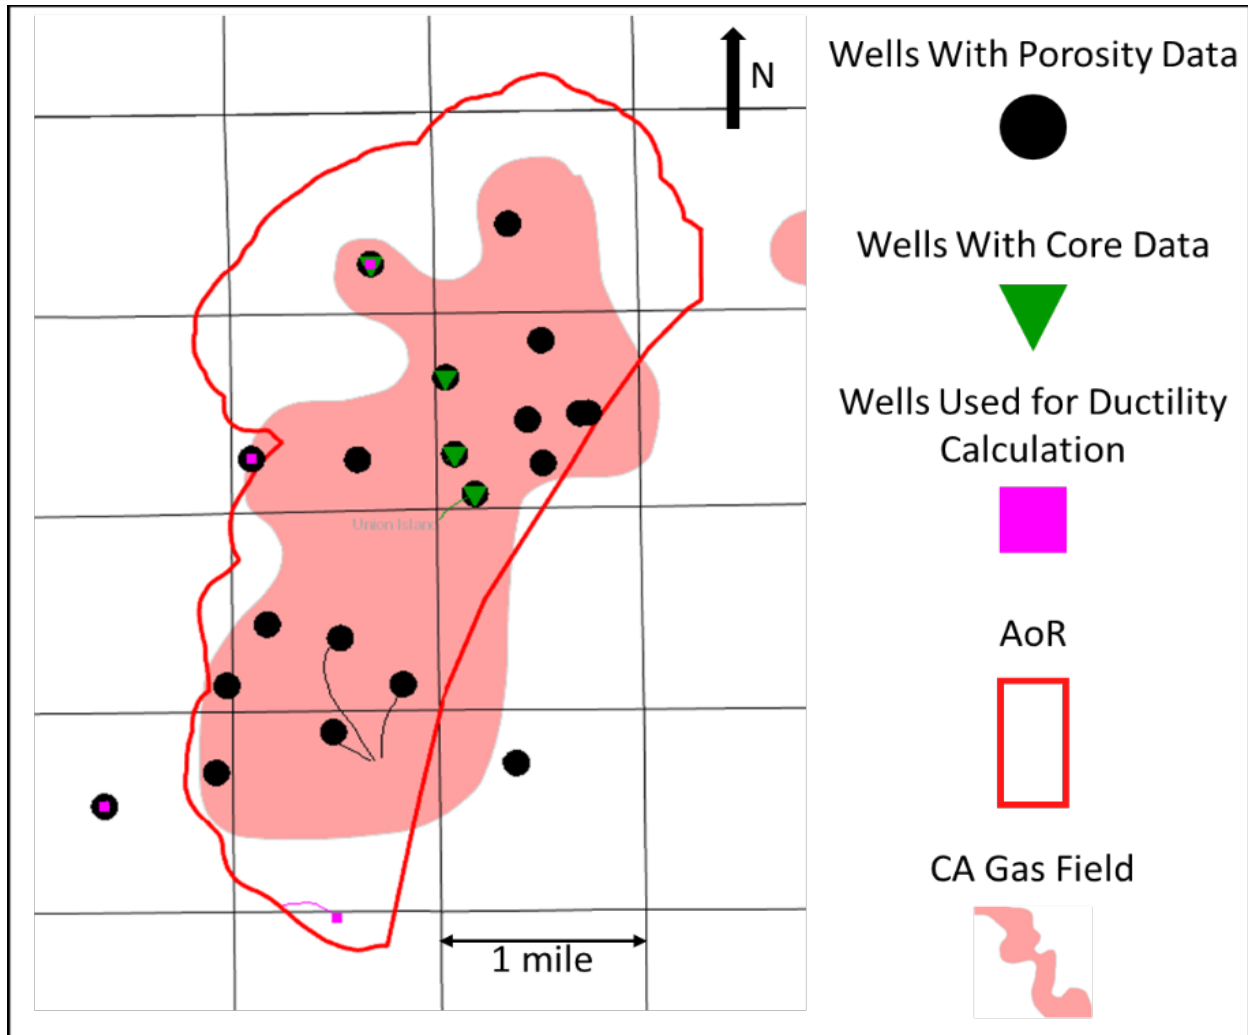 N
Union Island
1 mile
Wells With Porosity Data
Wells With Core Data
Wells Used for Ductility
Calculation
AoR
CA Gas Field